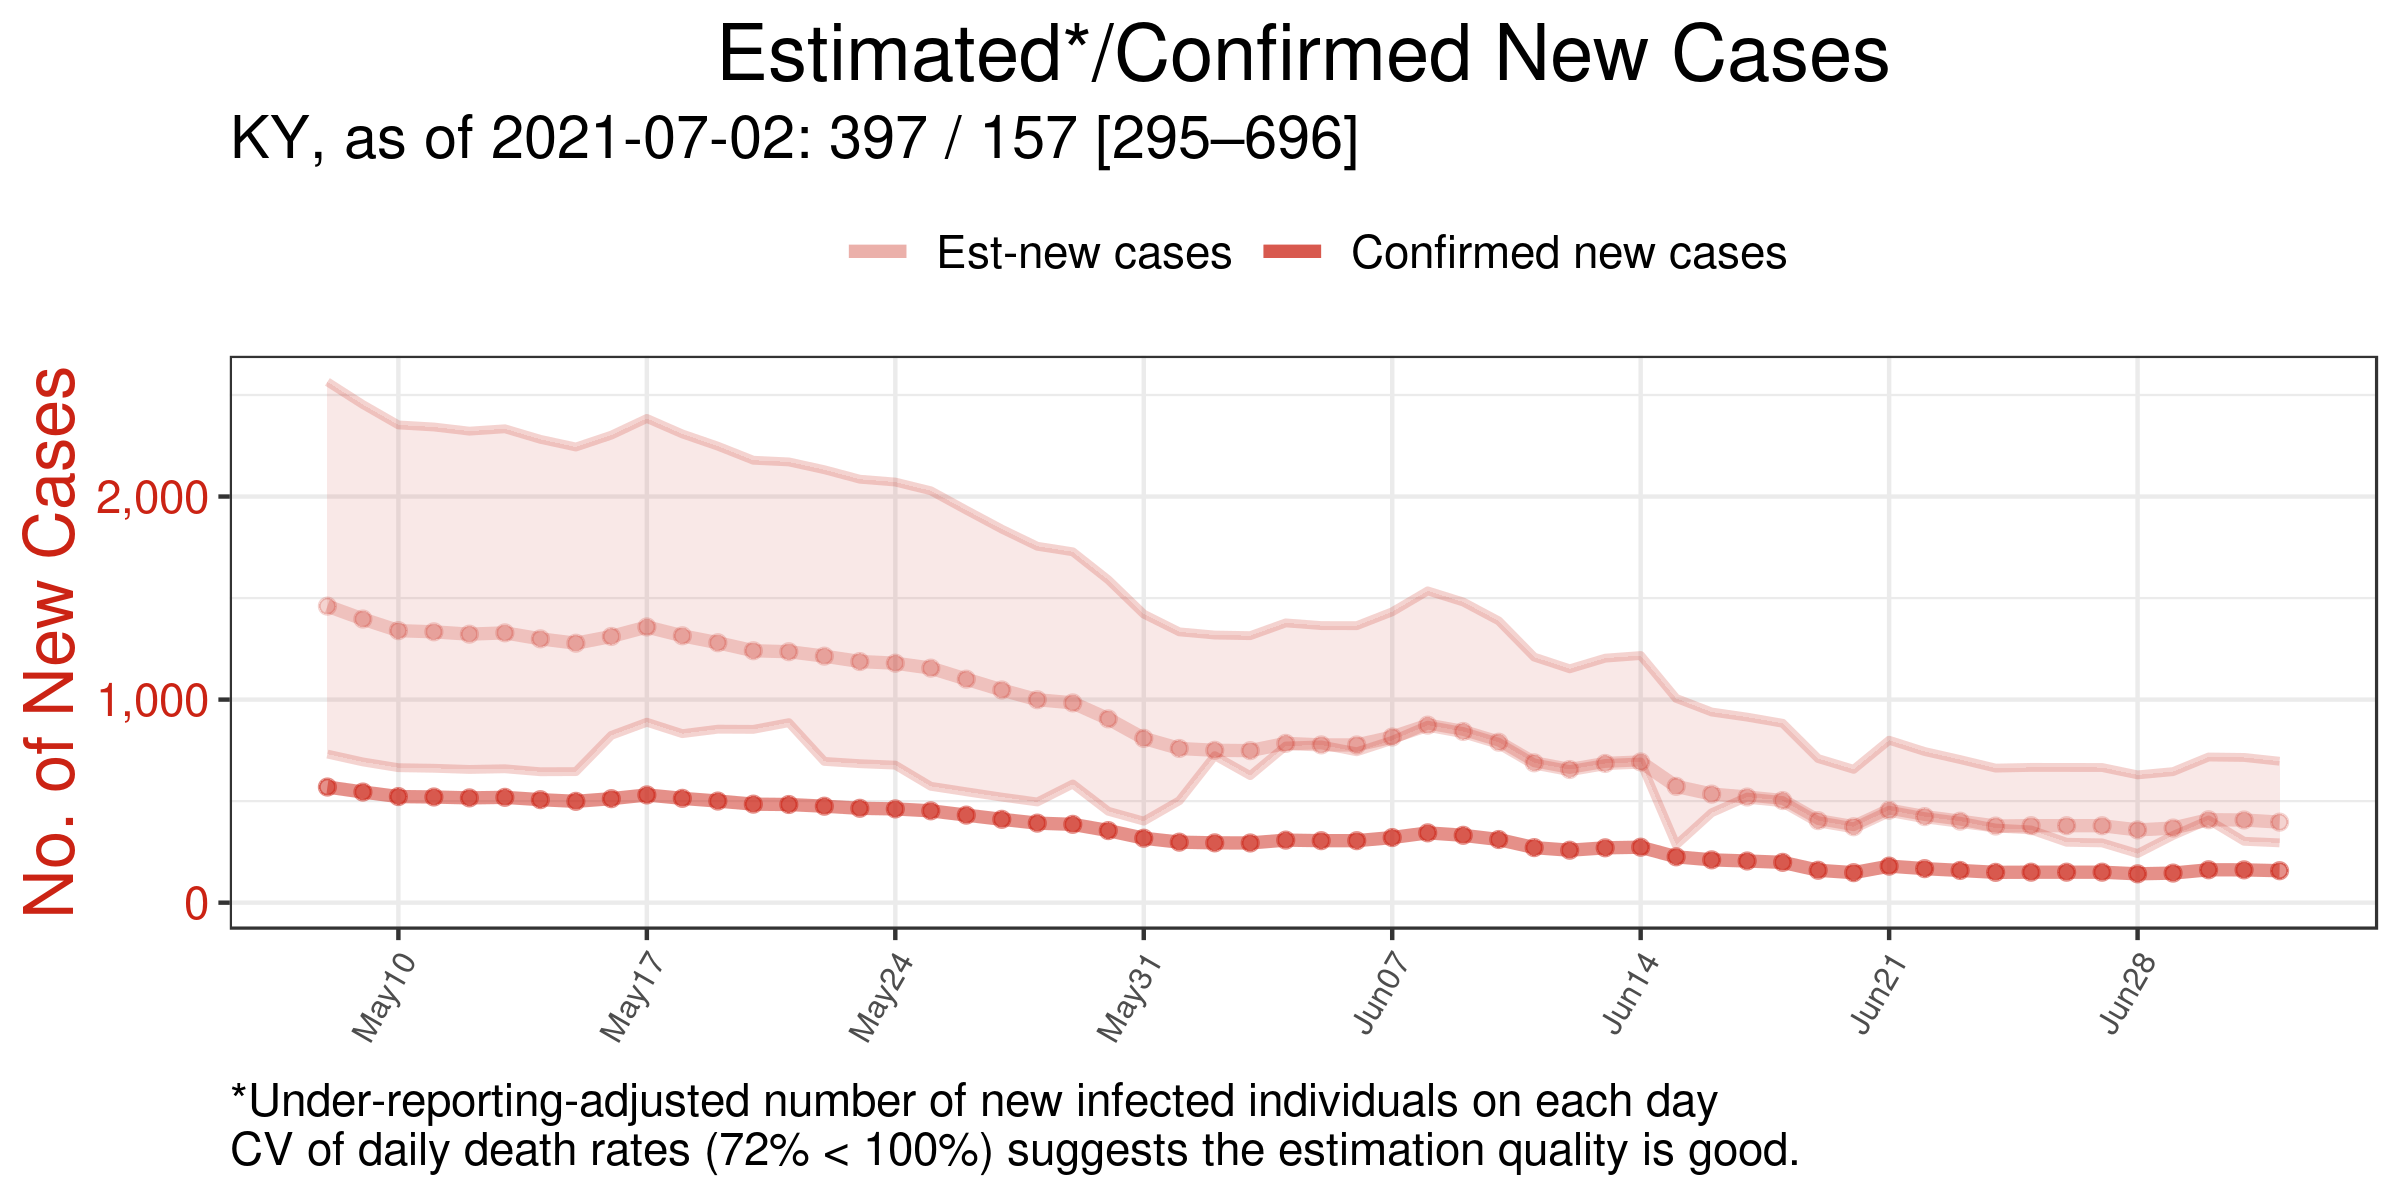 Estimated*/Confirmed New Cases
KY, as of 2021-07-02: 397 / 157 [295–696]
Est-new cases
Confirmed new cases
No. of New Cases
2,000
1,000
0
May10
May17
May24
May31
Jun07
Jun14
Jun21
Jun28
*Under-reporting-adjusted number of new infected individuals on each day
CV of daily death rates (72% < 100%) suggests the estimation quality is good.